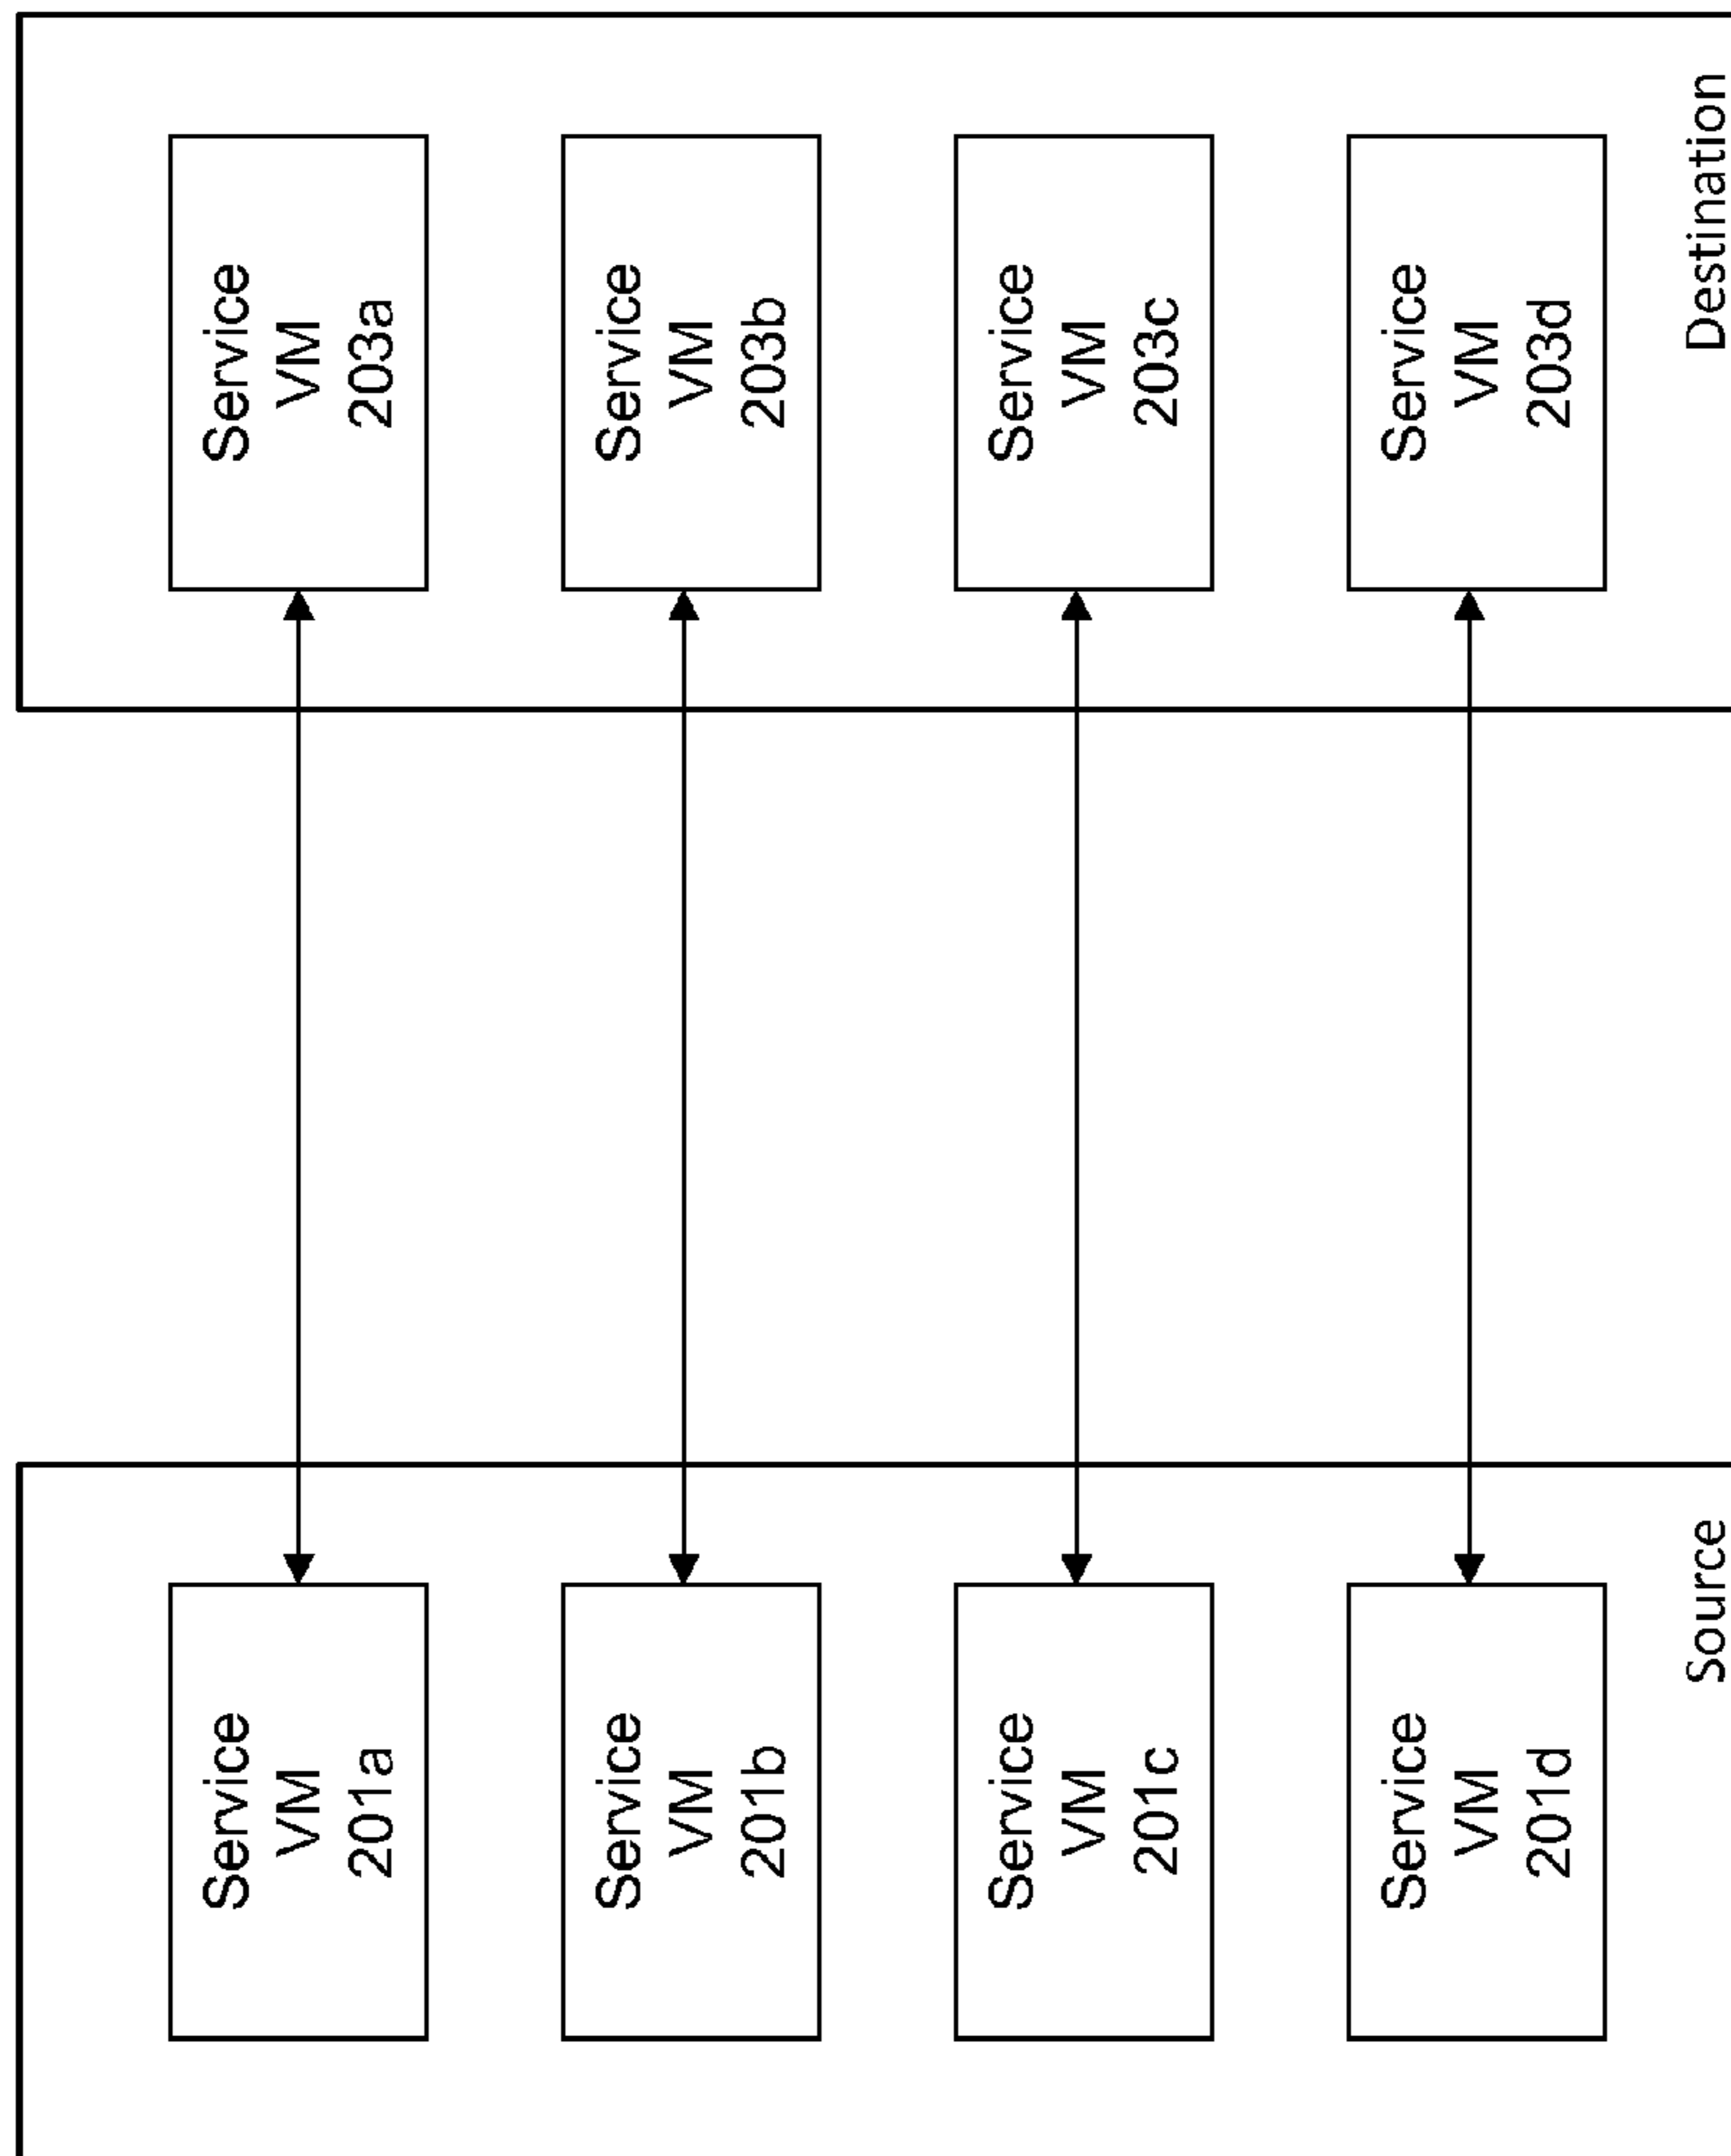 Service
VM
201a
Service
VM
203a
Service
VM
201b
Service
VM
203b
Service
VM
201c
Service
VM
203c
Service
VM
201d
Service
VM
203d
Source
Destination